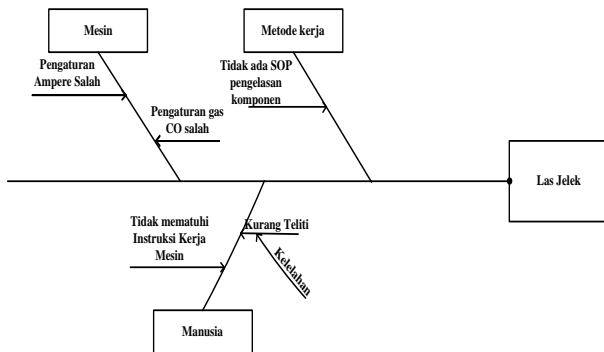 Mesin
Metode kerja
Pengaturan
Ampere Salah
Tidak ada SOP
pengelasan
komponen
Pengaturan gas
CO salah
Las Jelek
Tidak mematuhi
Instruksi Kerja
Mesin
Kurang Teliti
Kelelahan
Manusia